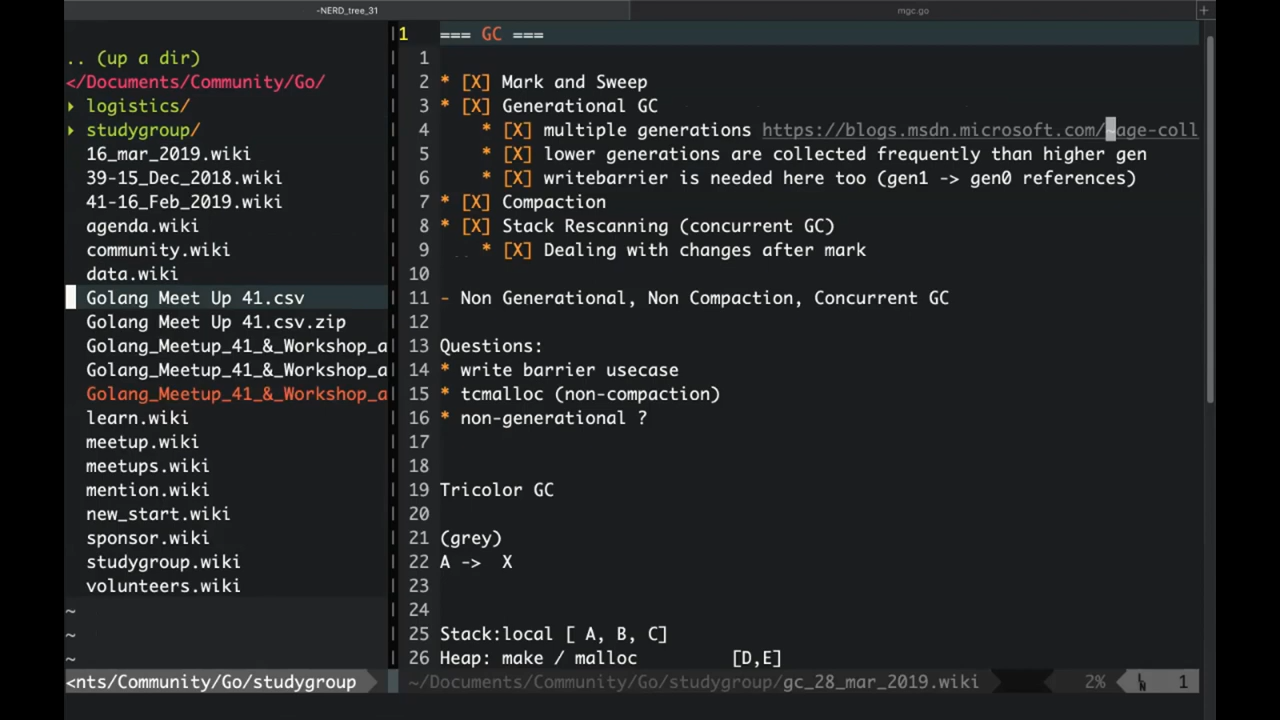 ~NERD_tree_31
mgc.go
+
.. (up a dir)
</Documents/Community/Go/
▸ logistics/
▸ studygroup/
16_mar_2019.wiki
39-15_Dec_2018.wiki
41-16_Feb_2019.wiki
agenda.wiki
community.wiki
data.wiki
Golang Meet Up 41.csv
Golang Meet Up 41.csv.zip
Golang_Meetup_41_&_Workshop_a
Golang_Meetup_41_&_Workshop_a
Golang_Meetup_41_&_Workshop_a
learn.wiki
meetup.wiki
meetups.wiki
mention.wiki
new_start.wiki
sponsor.wiki
studygroup.wiki
volunteers.wiki
~
~
~
<nts/Community/Go/studygroup
1 === GC ===
1
2 * [X] Mark and Sweep
3 * [X] Generational GC
4 * [X] multiple generations https://blogs.msdn.microsoft.com/~age-coll
5 * [X] lower generations are collected frequently than higher gen
6 * [X] writebarrier is needed here too (gen1 -> gen0 references)
7 * [X] Compaction
8 * [X] Stack Rescanning (concurrent GC)
9 * [X] Dealing with changes after mark
10
11 - Non Generational, Non Compaction, Concurrent GC
12
13 Questions:
14 * write barrier usecase
15 * tcmalloc (non-compaction)
16 * non-generational ?
17
18
19 Tricolor GC
20
21 (grey)
22 A -> X
23
24
25 Stack:local [ A, B, C]
26 Heap: make / malloc [D,E]
~/Documents/Community/Go/studygroup/gc_28_mar_2019.wiki 2% LN 1